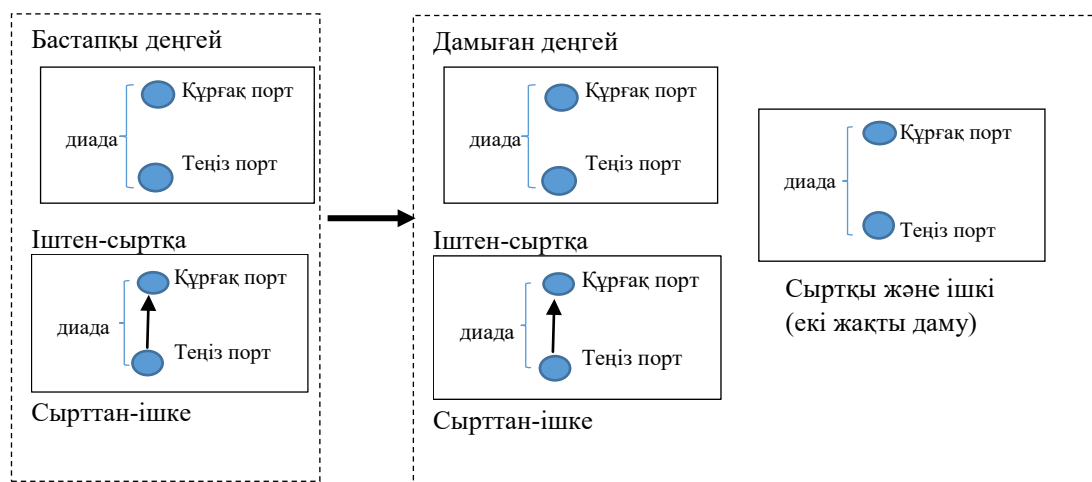 Бастапқы деңгей
Құрғақ порт
диада
Теңіз порт
Іштен-сыртқа
Құрғақ порт
диада
Теңіз порт
Сырттан-ішке
Дамыған деңгей
Құрғақ порт
диада
Теңіз порт
Іштен-сыртқа
Құрғақ порт
диада
Теңіз порт
Сырттан-ішке
Құрғақ порт
диада
Теңіз порт
Сыртқы және ішкі
(екі жақты даму)